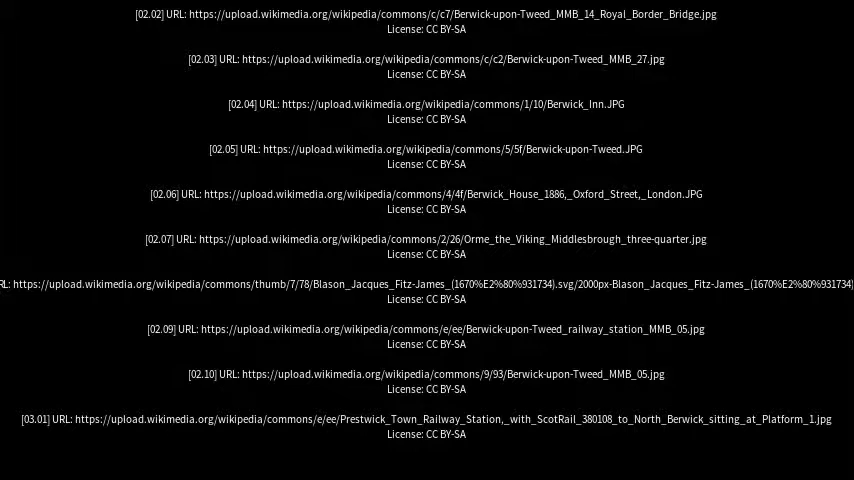 [02.02] URL: https://upload.wikimedia.org/wikipedia/commons/c/c7/Berwick-upon-Tweed_MMB_14_Royal_Border_Bridge.jpg
License: CC BY-SA
[02.03] URL: https://upload.wikimedia.org/wikipedia/commons/c/c2/Berwick-upon-Tweed_MMB_27.jpg
License: CC BY-SA
[02.04] URL: https://upload.wikimedia.org/wikipedia/commons/1/10/Berwick_Inn.JPG
License: CC BY-SA
[02.05] URL: https://upload.wikimedia.org/wikipedia/commons/5/5f/Berwick-upon-Tweed.JPG
License: CC BY-SA
[02.06] URL: https://upload.wikimedia.org/wikipedia/commons/4/4f/Berwick_House_1886,_Oxford_Street,_London.JPG
License: CC BY-SA
[02.07] URL: https://upload.wikimedia.org/wikipedia/commons/2/26/Orme_the_Viking_Middlesbrough_three-quarter.jpg
License: CC BY-SA
RL: https://upload.wikimedia.org/wikipedia/commons/thumb/7/78/Blason_Jacques_Fitz-James_(1670%E2%80%931734).svg/2000px-Blason_Jacques_Fitz-James_(1670%E2%80%931734)
License: CC BY-SA
[02.09] URL: https://upload.wikimedia.org/wikipedia/commons/e/ee/Berwick-upon-Tweed_railway_station_MMB_05.jpg
License: CC BY-SA
[02.10] URL: https://upload.wikimedia.org/wikipedia/commons/9/93/Berwick-upon-Tweed_MMB_05.jpg
License: CC BY-SA
[03.01] URL: https://upload.wikimedia.org/wikipedia/commons/e/ee/Prestwick_Town_Railway_Station,_with_ScotRail_380108_to_North_Berwick_sitting_at_Platform_1.jpg
License: CC BY-SA